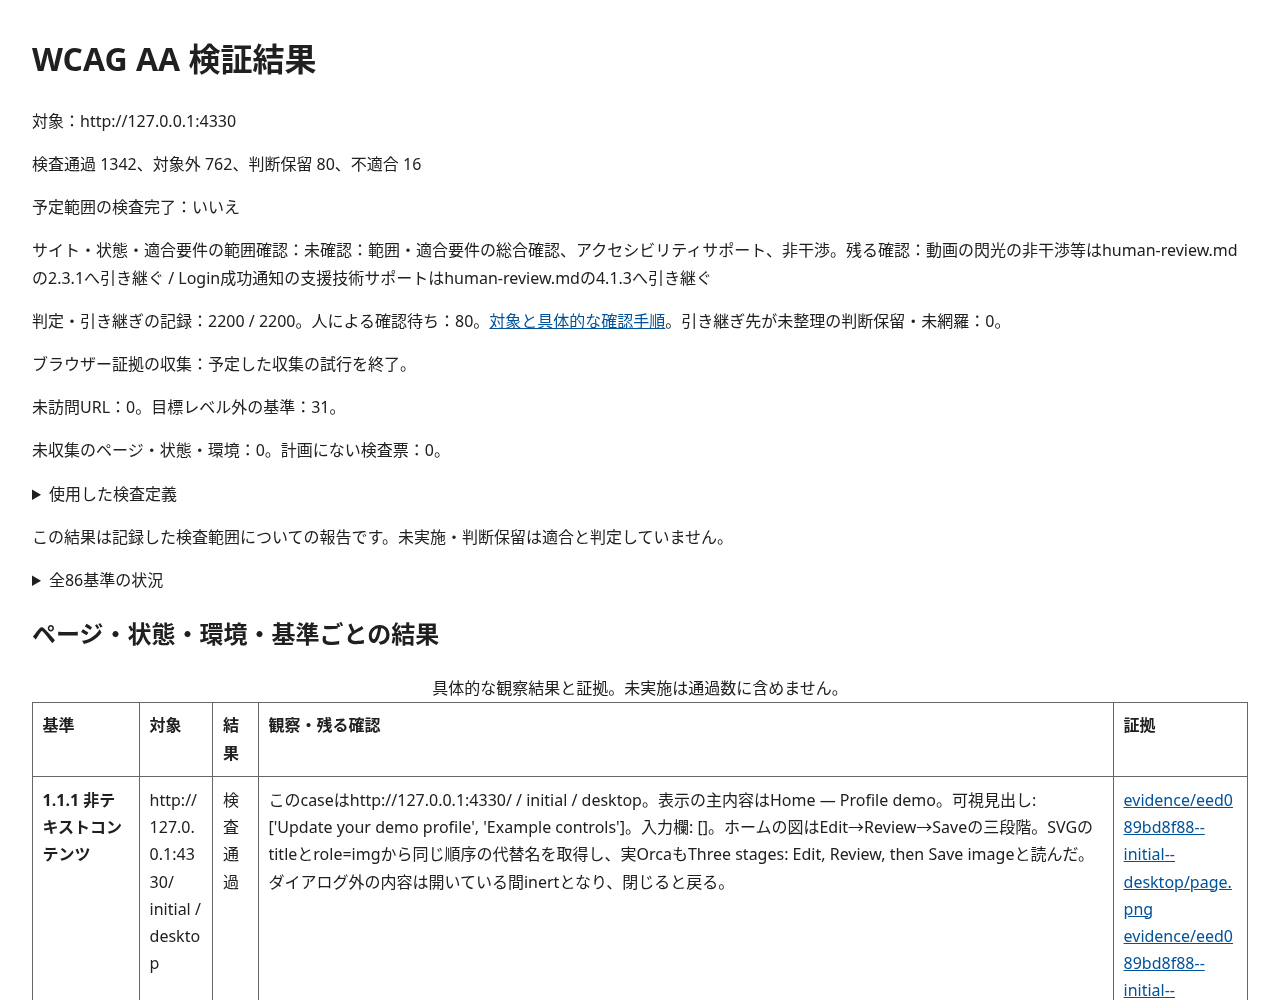 WCAG AA 検証結果
対象：http://127.0.0.1:4330
検査通過 1342、対象外 762、判断保留 80、不適合 16
予定範囲の検査完了：いいえ
サイト・状態・適合要件の範囲確認：未確認：範囲・適合要件の総合確認、アクセシビリティサポート、非干渉。残る確認：動画の閃光の非干渉等はhuman-review.md
の2.3.1へ引き継ぐ / Login成功通知の支援技術サポートはhuman-review.mdの4.1.3へ引き継ぐ
判定・引き継ぎの記録：2200 / 2200。人による確認待ち：80。対象と具体的な確認手順。引き継ぎ先が未整理の判断保留・未網羅：0。
ブラウザー証拠の収集：予定した収集の試行を終了。
未訪問URL：0。目標レベル外の基準：31。
未収集のページ・状態・環境：0。計画にない検査票：0。
▶ 使用した検査定義
この結果は記録した検査範囲についての報告です。未実施・判断保留は適合と判定していません。
▶ 全86基準の状況
ページ・状態・環境・基準ごとの結果
具体的な観察結果と証拠。未実施は通過数に含めません。
基準
対象
結
果
観察・残る確認
証拠
1.1.1 非テ
キストコン
テンツ
http://
127.0.
0.1:43
30/
initial /
deskto
p
検
査
通
過
このcaseはhttp://127.0.0.1:4330/ / initial / desktop。表示の主内容はHome — Profile demo。可視見出し:
['Update your demo profile', 'Example controls']。入力欄: []。ホームの図はEdit→Review→Saveの三段階。SVGの
titleとrole=imgから同じ順序の代替名を取得し、実OrcaもThree stages: Edit, Review, then Save imageと読んだ。
ダイアログ外の内容は開いている間inertとなり、閉じると戻る。
evidence/eed0
89bd8f88--
initial--
desktop/page.
png
evidence/eed0
89bd8f88--
initial--